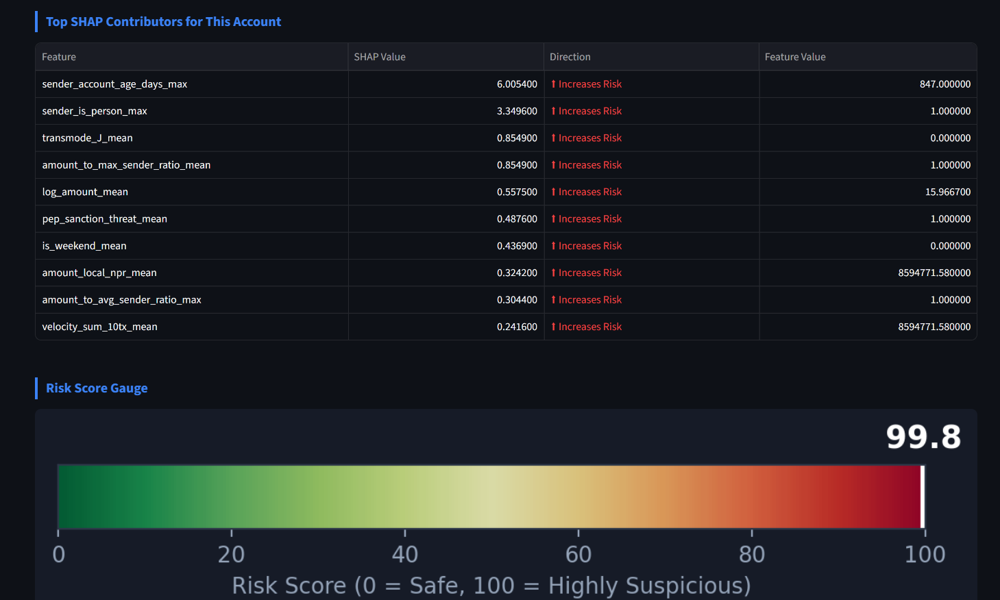 Top SHAP Contributors for This Account
Feature SHAP Value Direction Feature Value
sender_account_age_days_max 6.005400 ↑ Increases Risk 847.000000
sender_is_person_max 3.349600 ↑ Increases Risk 1.000000
transmode_J_mean 0.854900 ↑ Increases Risk 0.000000
amount_to_max_sender_ratio_mean 0.854900 ↑ Increases Risk 1.000000
log_amount_mean 0.557500 ↑ Increases Risk 15.966700
pep_sanction_threat_mean 0.487600 ↑ Increases Risk 1.000000
is_weekend_mean 0.436900 ↑ Increases Risk 0.000000
amount_local_npr_mean 0.324200 ↑ Increases Risk 8594771.580000
amount_to_avg_sender_ratio_max 0.304400 ↑ Increases Risk 1.000000
velocity_sum_10tx_mean 0.241600 ↑ Increases Risk 8594771.580000
Risk Score Gauge
99.8
0 20 40 60 80 100
Risk Score (0 = Safe, 100 = Highly Suspicious)